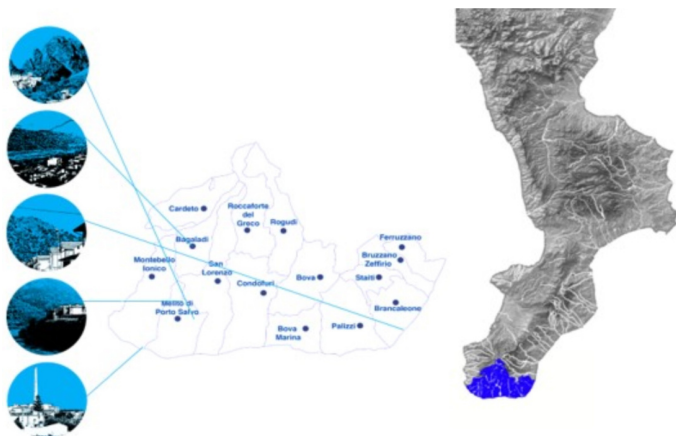 Cardeto
Roccaforte
del
Greco
Rogudi
Bagaladi
Ferruzzano
Bruzzano
Zeffirio
Montebello
Ionico
San
Lorenzo
Condofuri
Bova
Staiti
Melito di
Porto Salvo
Brancaleone
Bova
Marina
Palizzi